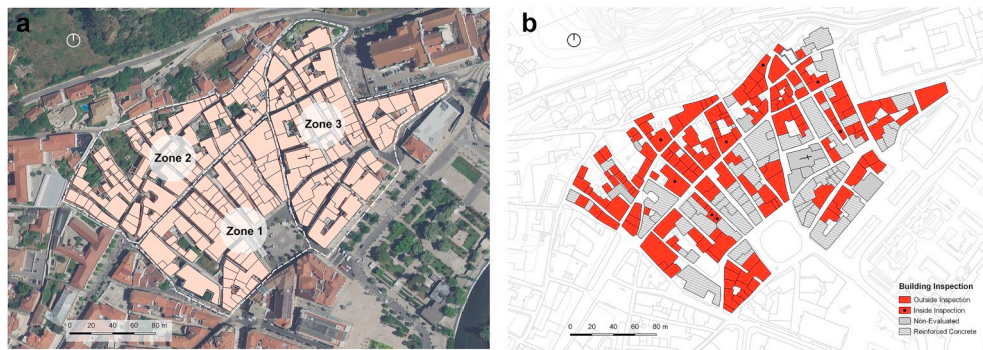 a
Zone 3
Zone 2
Zone 1
0 20 40 60 80 m
b
Building Inspection
Outside Inspection
Inside Inspection
Non-Evaluated
Reinforced Concrete
0 20 40 60 80 m